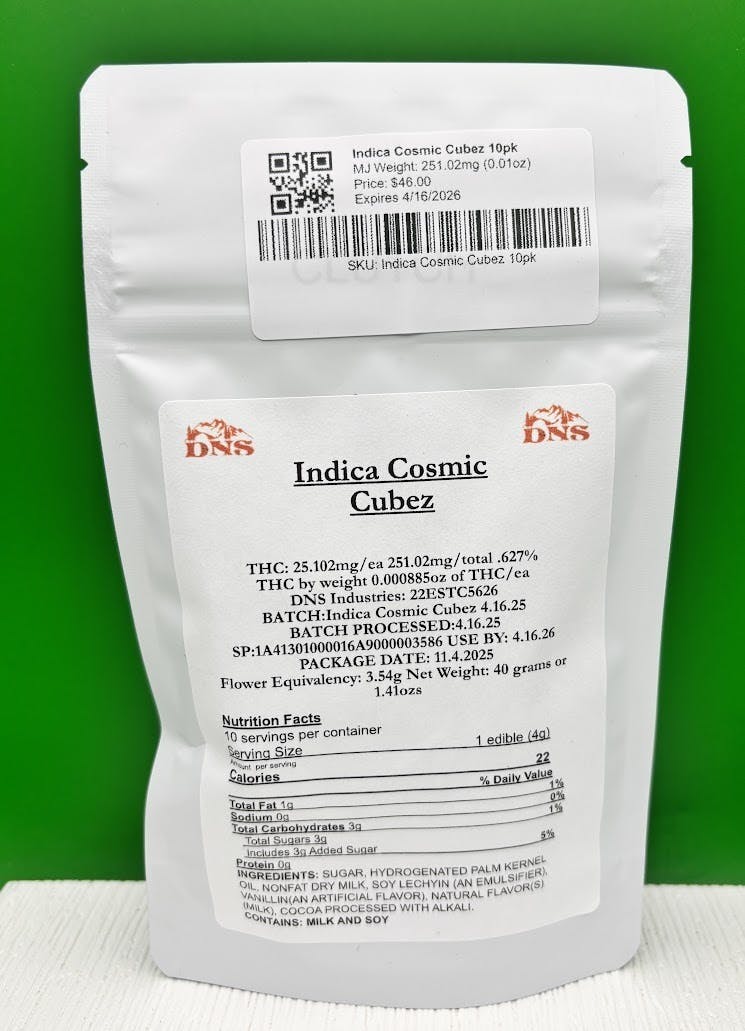 Indica Cosmic Cubez 10pk
MJ Weight: 251.02mg (0.01oz)
Price: $46.00
Expires 4/16/2026
SKU: Indica Cosmic Cubez 10pk
DNS
DNS
Indica Cosmic
Cubez
THC: 25.102mg/ea 251.02mg/total .627%
THC by weight 0.000885oz of THC/ea
DNS Industries: 22ESTC5626
BATCH:Indica Cosmic Cubez 4.16.25
BATCH PROCESSED:4.16.25
SP:1A41301000016A9000003586 USE BY: 4.16.26
PACKAGE DATE: 11.4.2025
Flower Equivalency: 3.54g Net Weight: 40 grams or
1.41ozs
Nutrition Facts
10 servings per container
Serving Size 1 edible (4g)
Amount per serving
Calories 22
% Daily Value
Total Fat 1g 1%
Sodium 0g 0%
Total Carbohydrates 3g 1%
Total Sugars 3g
Includes 3g Added Sugar 5%
Protein 0g
INGREDIENTS: SUGAR, HYDROGENATED PALM KERNEL
OIL, NONFAT DRY MILK, SOY LECHYIN (AN EMULSIFIER),
VANILLIN(AN ARTIFICIAL FLAVOR), NATURAL FLAVOR(S)
(MILK), COCOA PROCESSED WITH ALKALI.
CONTAINS: MILK AND SOY